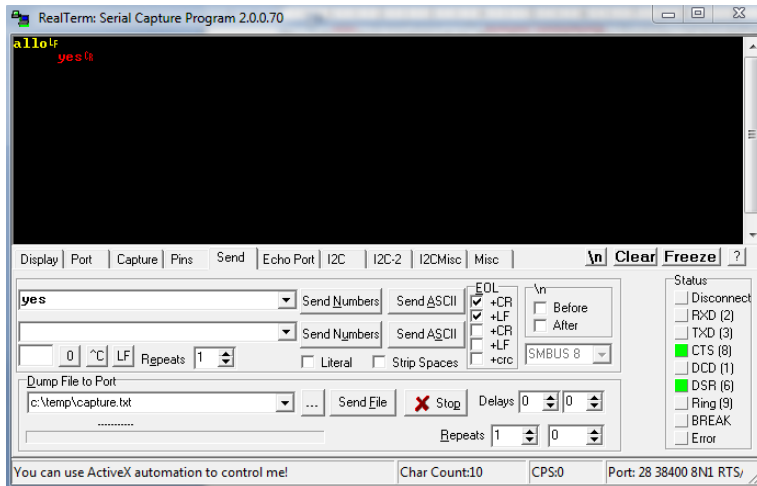 RealTerm: Serial Capture Program 2.0.0.70
alloLF
yesCR
Display Port Capture Pins Send Echo Port I2C I2C-2 I2CMisc Misc \n Clear Freeze ?
yes Send Numbers Send ASCII
EOL
+CR
+LF
+CR
+LF
+crc
\n
Before
After
SMBUS 8
Send Numbers Send ASCII
0 ^C LF Repeats 1 Literal Strip Spaces
Dump File to Port
c:\temp\capture.txt ... Send File Stop Delays 0 0
Repeats 1 0
Status
Disconnect
RXD (2)
TXD (3)
CTS (8)
DCD (1)
DSR (6)
Ring (9)
BREAK
Error
You can use ActiveX automation to control me! Char Count:10 CPS:0 Port: 28 38400 8N1 RTS/